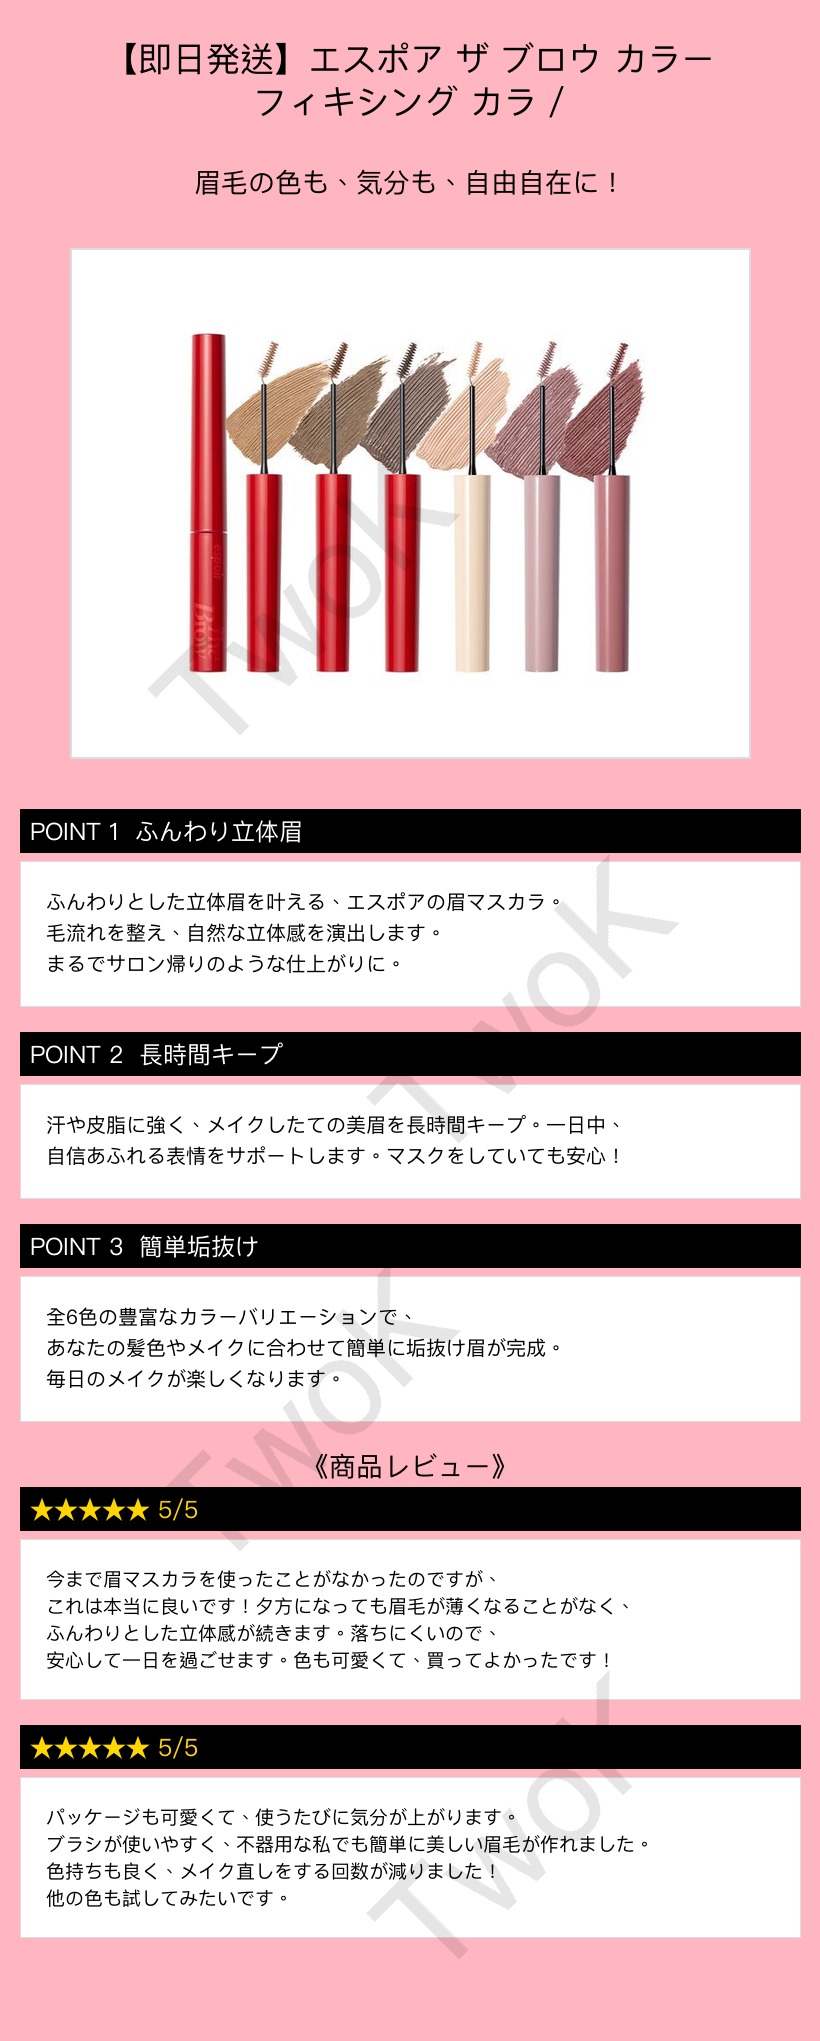 【即日発送】エスポア ザ ブロウ カラー
フィキシング カラ /
眉毛の色も、気分も、自由自在に！
espoir
The
Brow
TwoK
POINT 1 ふんわり立体眉
ふんわりとした立体眉を叶える、エスポアの眉マスカラ。
毛流れを整え、自然な立体感を演出します。
まるでサロン帰りのような仕上がりに。
TwoK
POINT 2 長時間キープ
汗や皮脂に強く、メイクしたての美眉を長時間キープ。一日中、
自信あふれる表情をサポートします。マスクをしていても安心！
POINT 3 簡単垢抜け
全6色の豊富なカラーバリエーションで、
あなたの髪色やメイクに合わせて簡単に垢抜け眉が完成。
毎日のメイクが楽しくなります。
TwoK
《商品レビュー》
★★★★★ 5/5
今まで眉マスカラを使ったことがなかったのですが、
これは本当に良いです！夕方になっても眉毛が薄くなることがなく、
ふんわりとした立体感が続きます。落ちにくいので、
安心して一日を過ごせます。色も可愛くて、買ってよかったです！
★★★★★ 5/5
パッケージも可愛くて、使うたびに気分が上がります。
ブラシが使いやすく、不器用な私でも簡単に美しい眉毛が作れました。
色持ちも良く、メイク直しをする回数が減りました！
他の色も試してみたいです。
TwoK